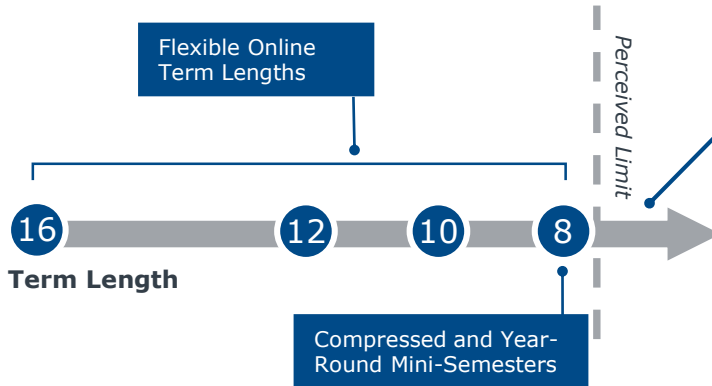 Flexible Online
Term Lengths
Perceived Limit
16
12
10
8
Term Length
Compressed and Year-
Round Mini-Semesters